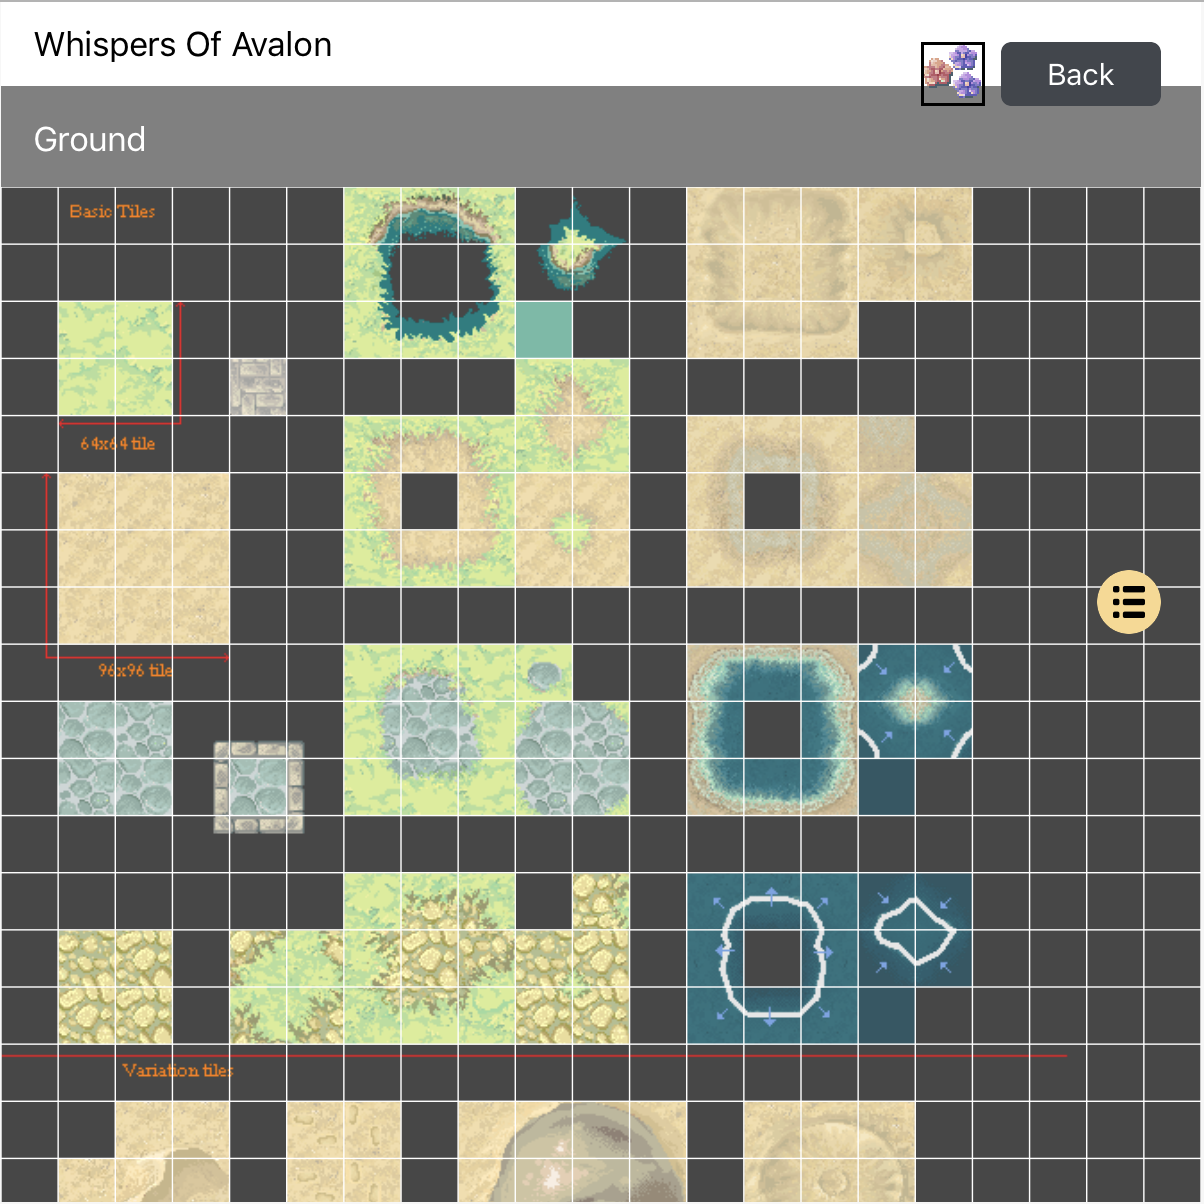 Whispers Of Avalon
Back
Ground
Basic Tiles
64x64 tile
96x96 tile
Variation tiles